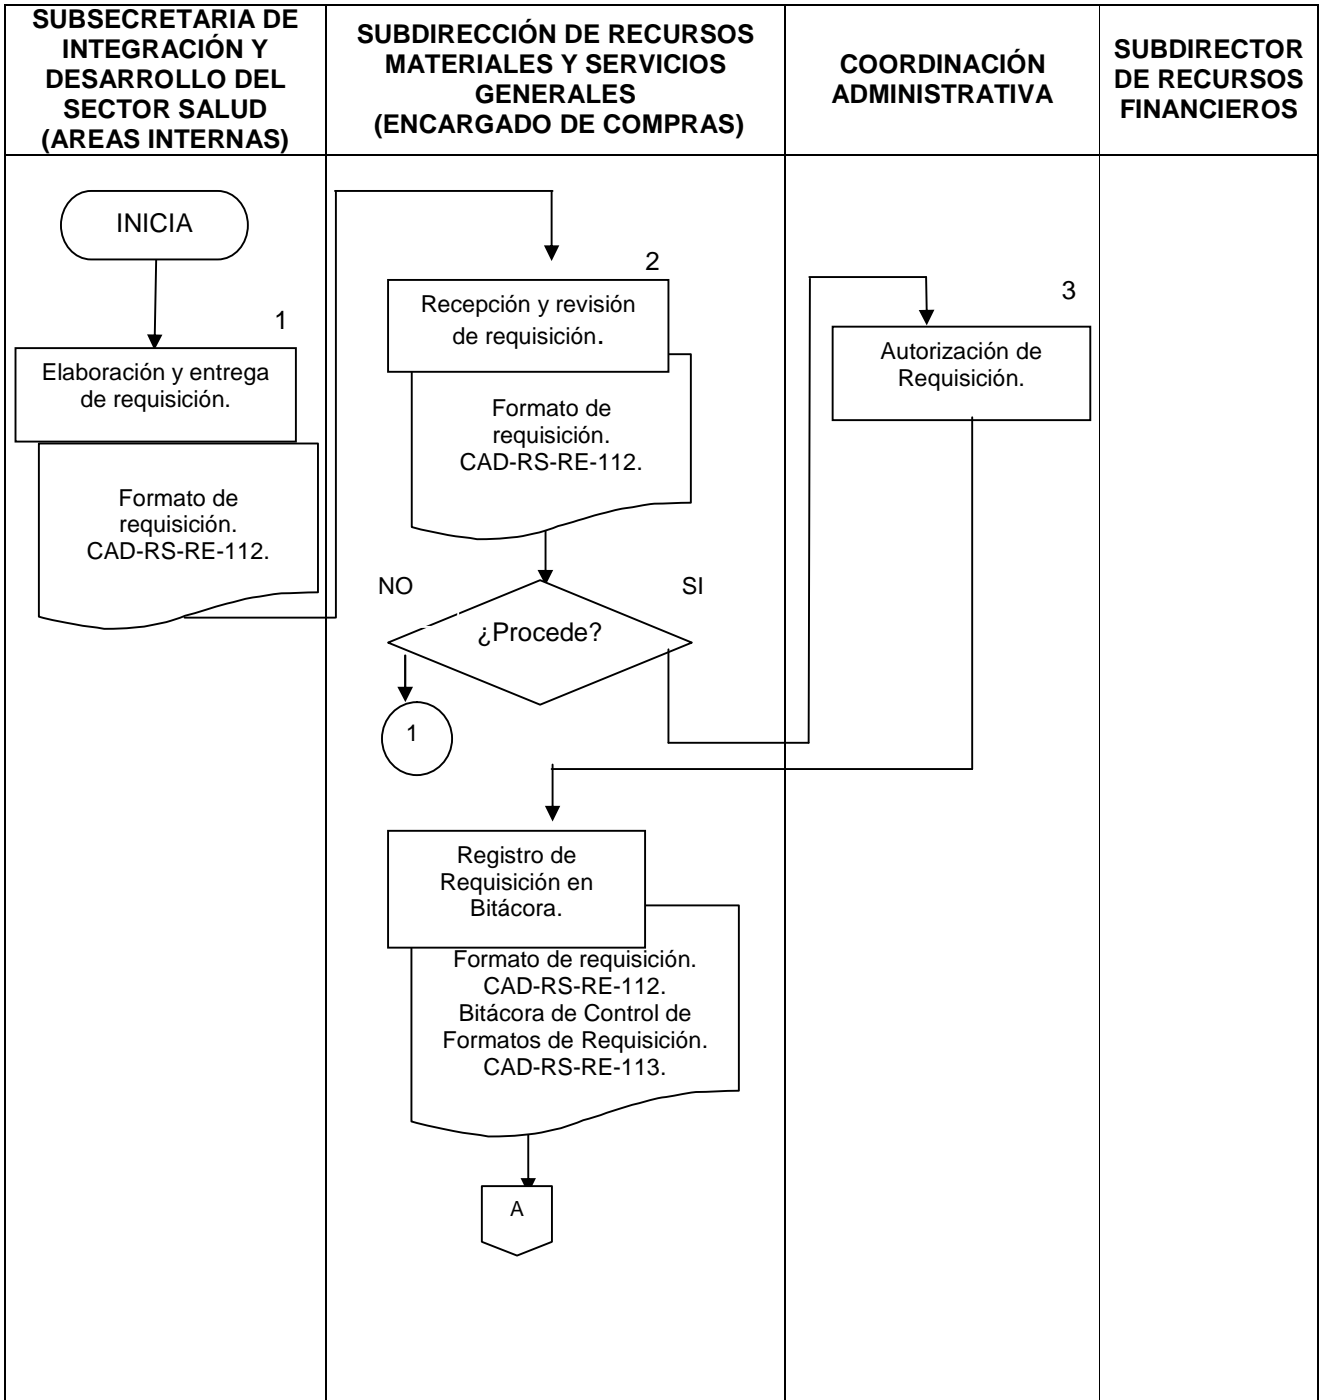 SUBSECRETARIA DE
INTEGRACIÓN Y
DESARROLLO DEL
SECTOR SALUD
(AREAS INTERNAS)
SUBDIRECCIÓN DE RECURSOS
MATERIALES Y SERVICIOS
GENERALES
(ENCARGADO DE COMPRAS)
COORDINACIÓN
ADMINISTRATIVA
SUBDIRECTOR
DE RECURSOS
FINANCIEROS
INICIA
1
Elaboración y entrega
de requisición.
Formato de
requisición.
CAD-RS-RE-112.
2
Recepción y revisión
de requisición.
Formato de
requisición.
CAD-RS-RE-112.
NO
SI
¿Procede?
1
3
Autorización de
Requisición.
Registro de
Requisición en
Bitácora.
Formato de requisición.
CAD-RS-RE-112.
Bitácora de Control de
Formatos de Requisición.
CAD-RS-RE-113.
A